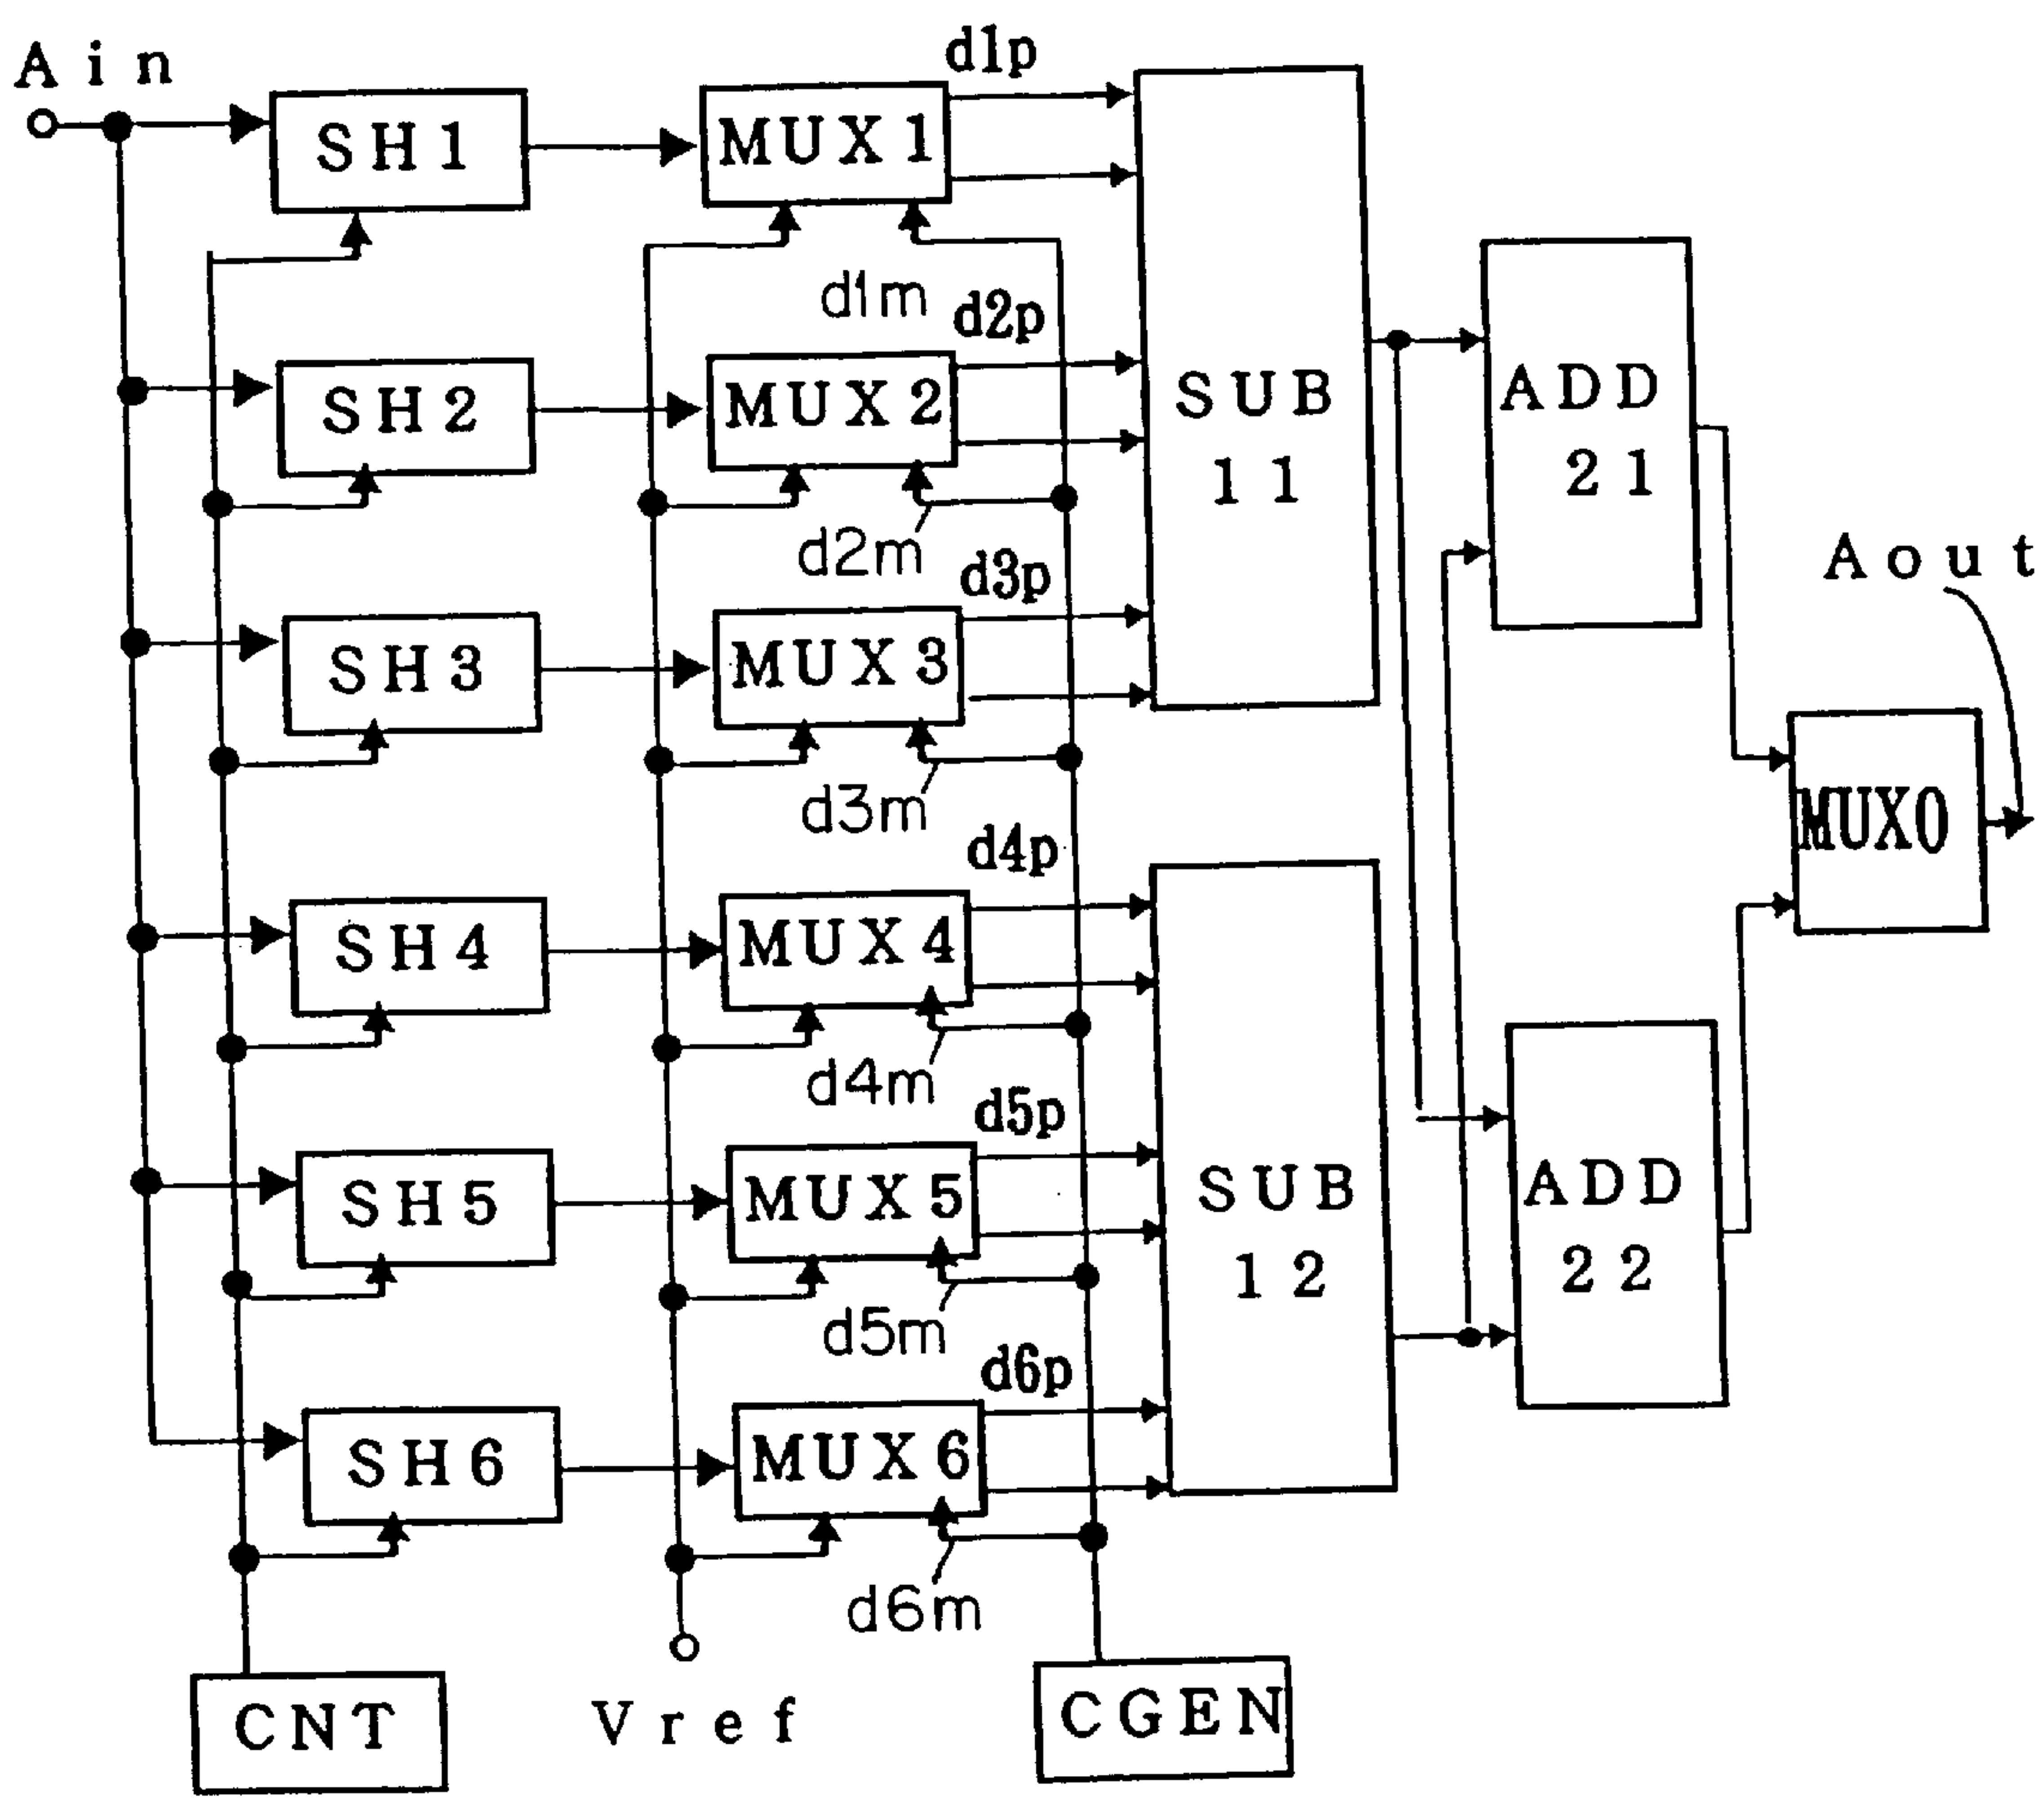 Ain
d1p
SH1
MUX1
d1m
d2p
SH2
MUX2
SUB
11
ADD
21
d2m
d3p
Aout
SH3
MUX3
d3m
MUX0
d4p
SH4
MUX4
d4m
d5p
SH5
MUX5
SUB
12
ADD
22
d5m
d6p
SH6
MUX6
d6m
CNT
Vref
CGEN